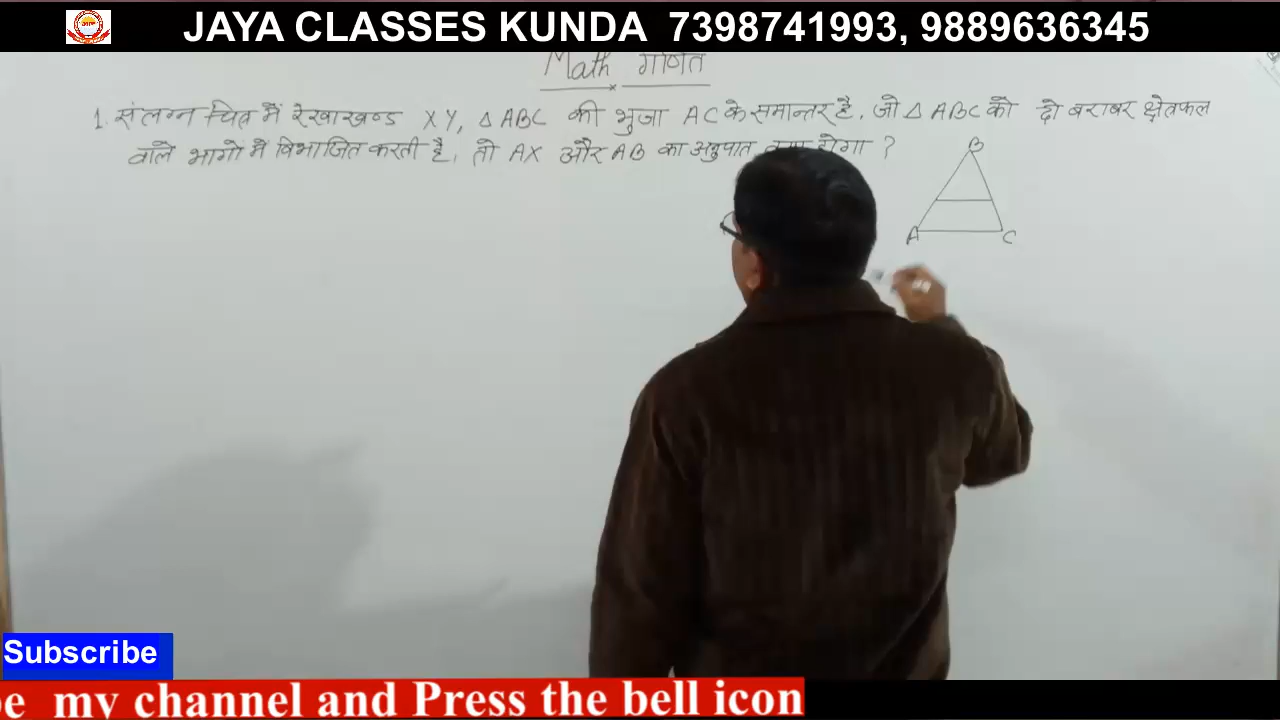 JAYA CLASSES KUNDA 7398741993, 9889636345
Math गणित
1. संलग्न चित्र में रेखाखण्ड XY, △ ABC की भुजा AC के समान्तर है, जो △ ABC को दो बराबर क्षेत्रफल
वाले भागों में विभाजित करती है, तो AX और AB का अनुपात होगा ?
B
A C
Subscribe
my channel and Press the bell icon